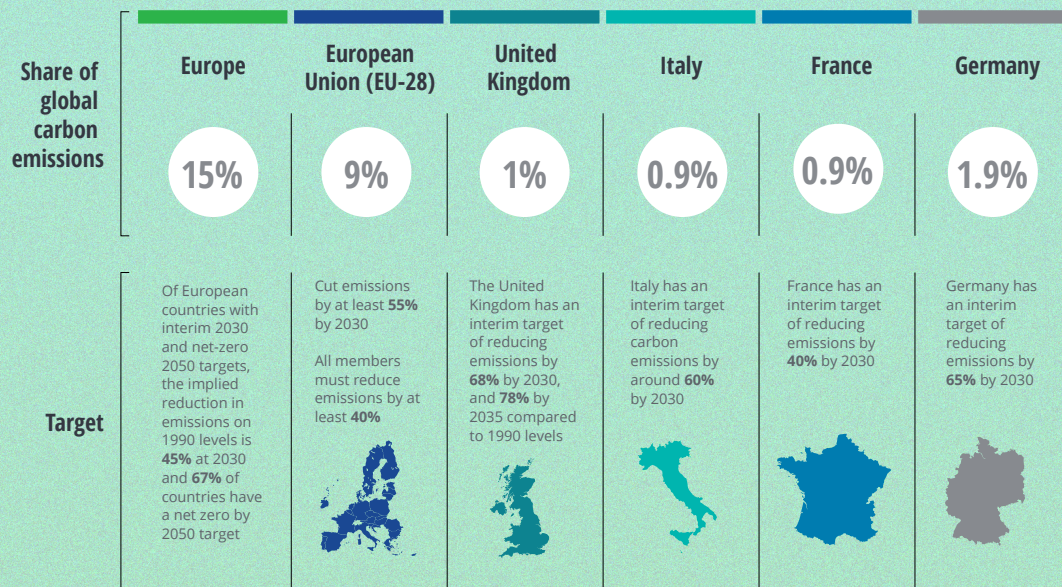 Share of
global
carbon
emissions
Europe
European
Union (EU-28)
United
Kingdom
Italy
France
Germany
15%
9%
1%
0.9%
0.9%
1.9%
Target
Of European
countries with
interim 2030
and net-zero
2050 targets,
the implied
reduction in
emissions on
1990 levels is
45% at 2030
and 67% of
countries have
a net zero by
2050 target
Cut emissions
by at least 55%
by 2030
All members
must reduce
emissions by at
least 40%
The United
Kingdom has an
interim target
of reducing
emissions by
68% by 2030,
and 78% by
2035 compared
to 1990 levels
Italy has an
interim target
of reducing
carbon
emissions by
around 60%
by 2030
France has an
interim target
of reducing
emissions by
40% by 2030
Germany has
an interim
target of
reducing
emissions by
65% by 2030